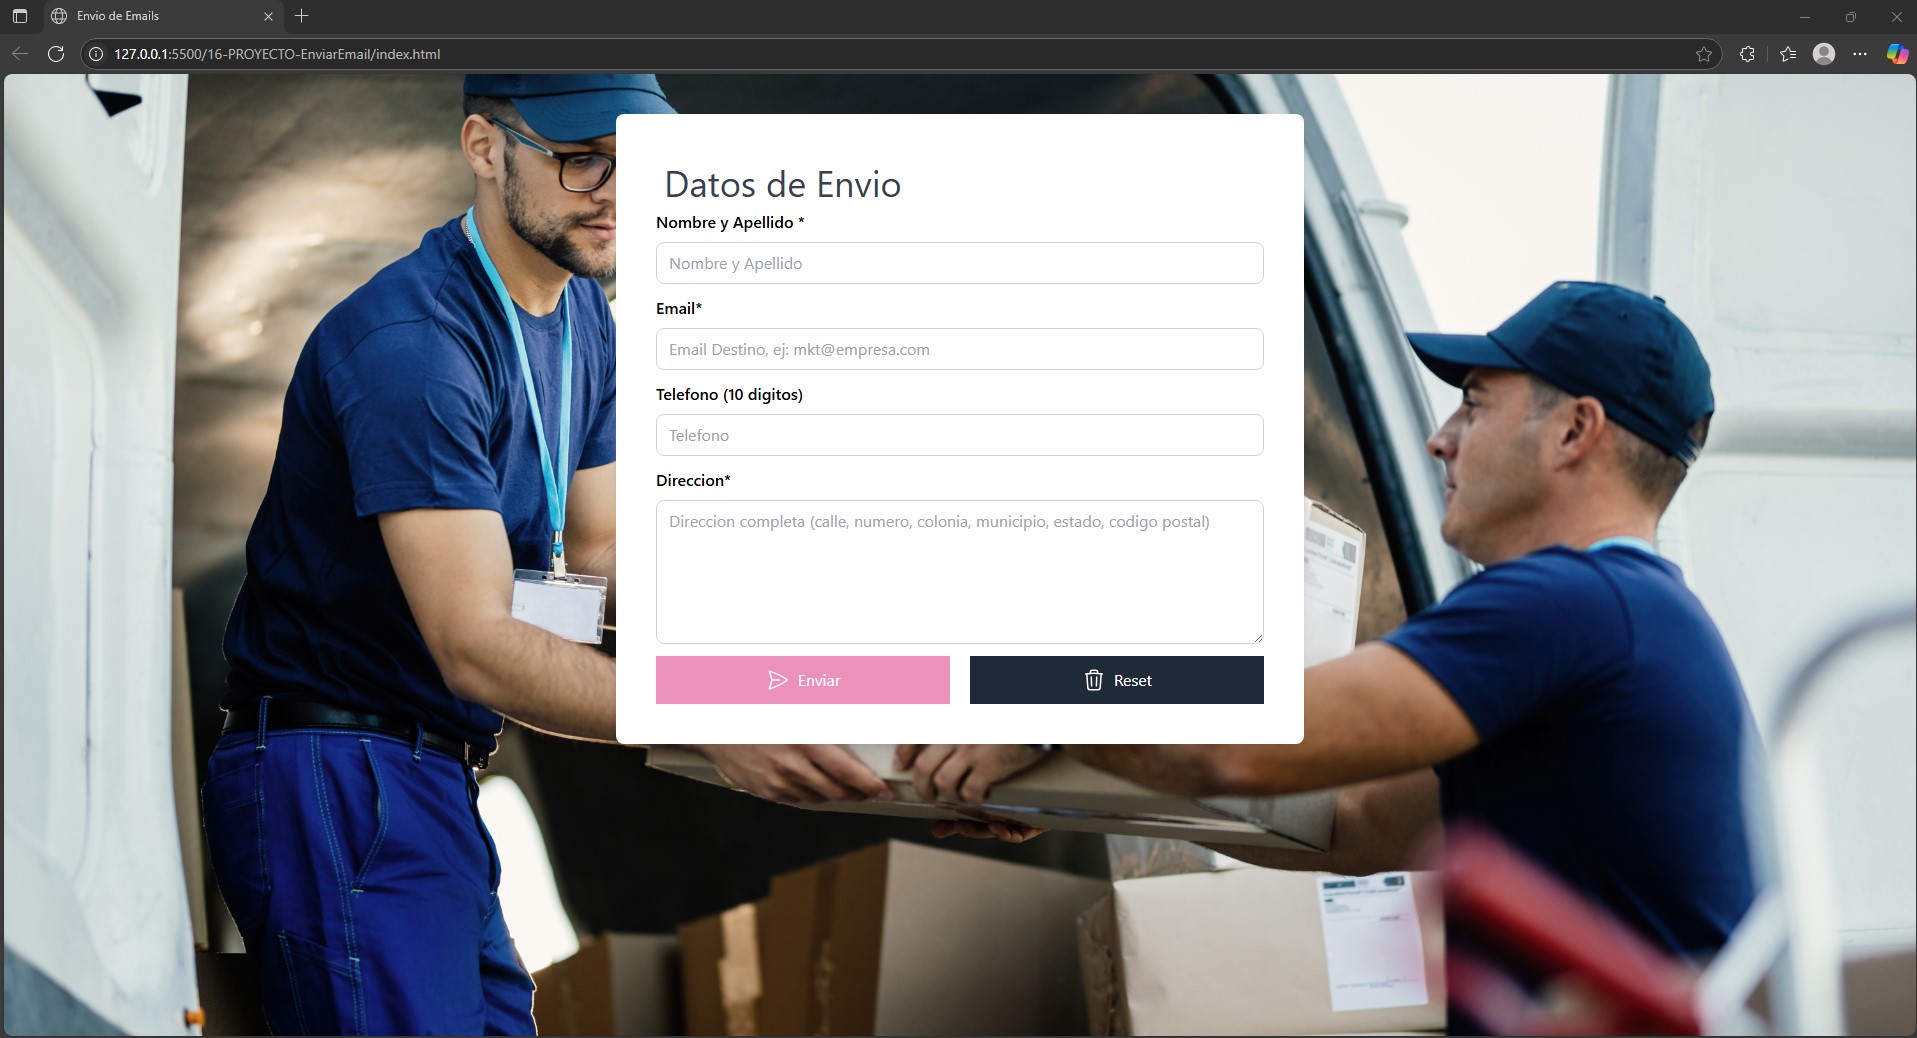 Envio de Emails
127.0.0.1:5500/16-PROYECTO-EnviarEmail/index.html
Datos de Envio
Nombre y Apellido *
Nombre y Apellido
Email*
Email Destino, ej: mkt@empresa.com
Telefono (10 digitos)
Telefono
Direccion*
Direccion completa (calle, numero, colonia, municipio, estado, codigo postal)
Enviar
Reset